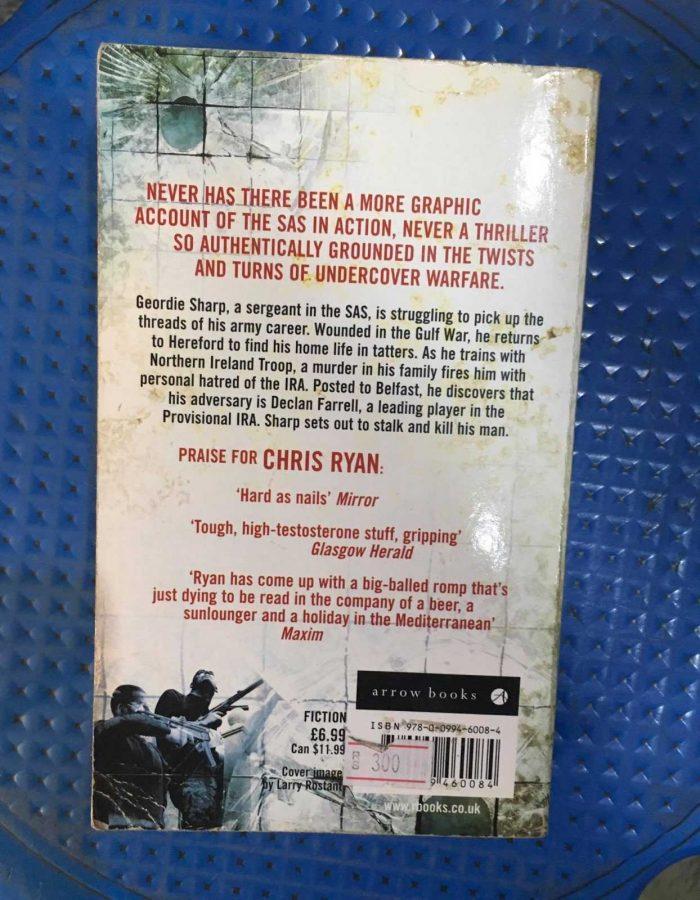 NEVER HAS THERE BEEN A MORE GRAPHIC
ACCOUNT OF THE SAS IN ACTION, NEVER A THRILLER
SO AUTHENTICALLY GROUNDED IN THE TWISTS
AND TURNS OF UNDERCOVER WARFARE.
Geordie Sharp, a sergeant in the SAS, is struggling to pick up the
threads of his army career. Wounded in the Gulf War, he returns
to Hereford to find his home life in tatters. As he trains with
Northern Ireland Troop, a murder in his family fires him with
personal hatred of the IRA. Posted to Belfast, he discovers that
his adversary is Declan Farrell, a leading player in the
Provisional IRA. Sharp sets out to stalk and kill his man.
PRAISE FOR CHRIS RYAN:
‘Hard as nails’ Mirror
‘Tough, high-testosterone stuff, gripping’
Glasgow Herald
‘Ryan has come up with a big-balled romp that’s
just dying to be read in the company of a beer, a
sunlounger and a holiday in the Mediterranean’
Maxim
arrow books
ISBN 978-0-0994-6008-4
FICTION
£6.99
Can $11.99
300
9 460084
Cover image
by Larry Rostant
www.rbooks.co.uk